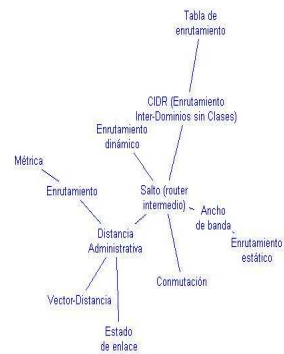 Tabla de
enrutamiento
CIDR (Enrutamiento
Inter-Dominios sin Clases)
Enrutamiento
dinámico
Métrica
Enrutamiento
Salto (router
intermedio)
Ancho
de banda
Distancia
Administrativa
Enrutamiento
estático
Conmutación
Vector-Distancia
Estado
de enlace